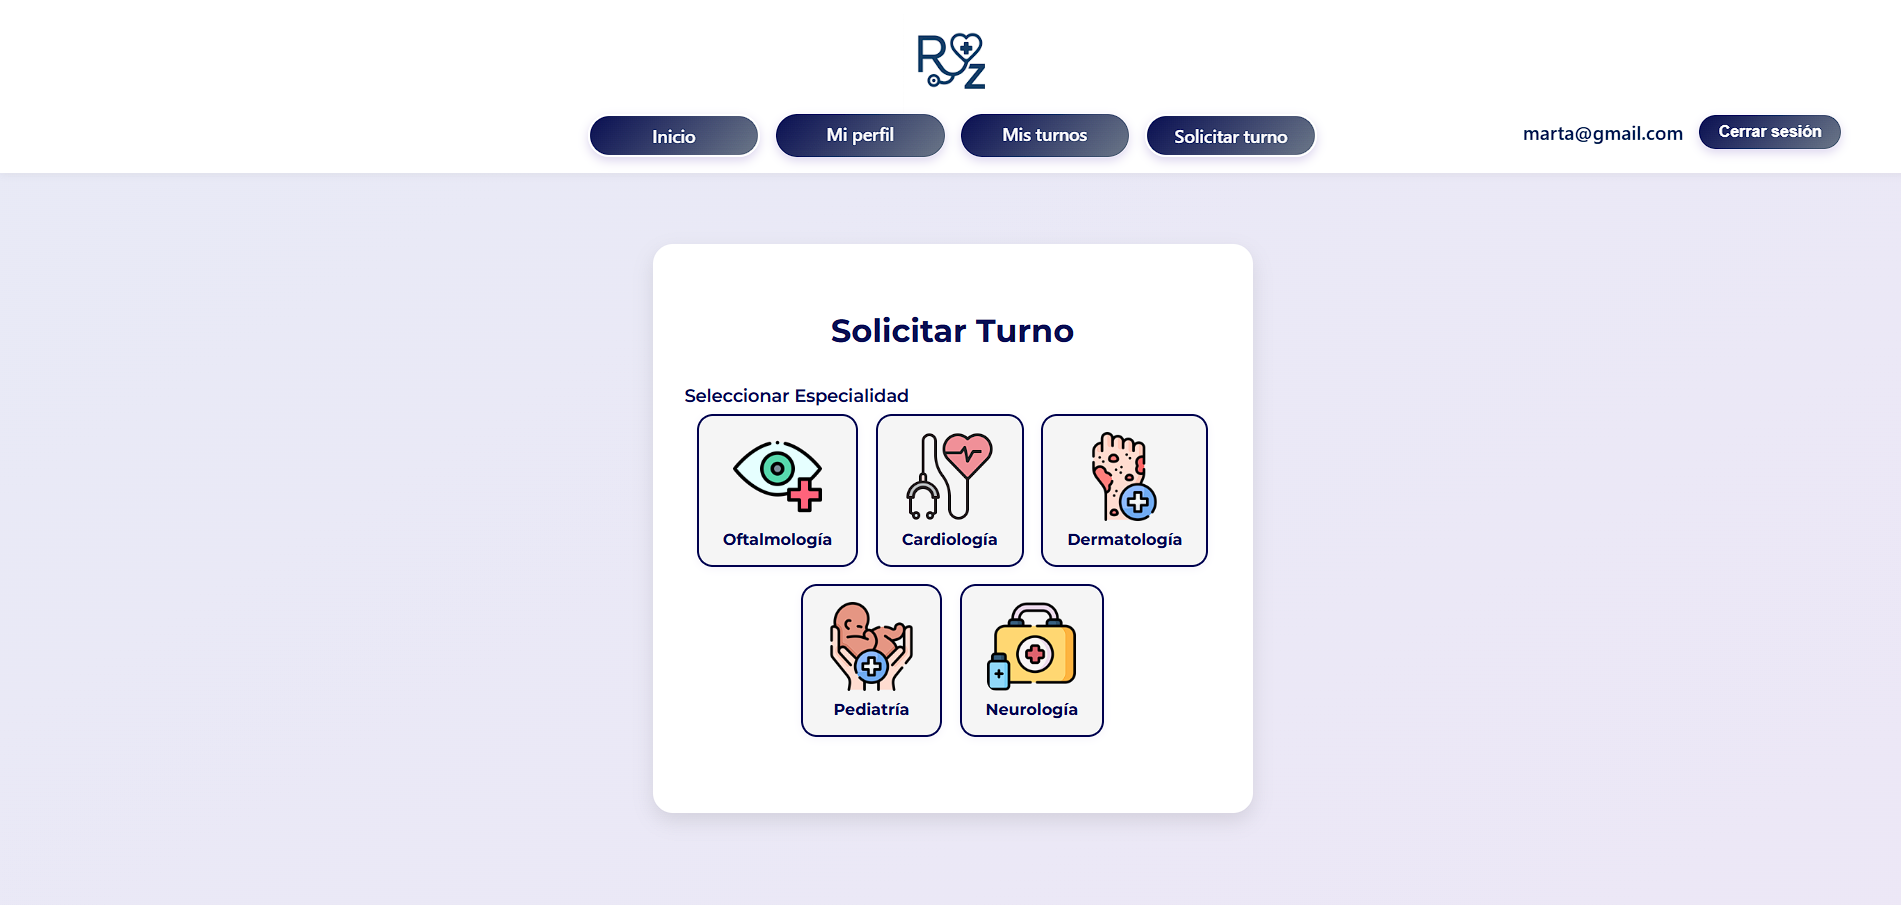 RUZ
Inicio
Mi perfil
Mis turnos
Solicitar turno
marta@gmail.com
Cerrar sesión
Solicitar Turno
Seleccionar Especialidad
Oftalmología
Cardiología
Dermatología
Pediatría
Neurología